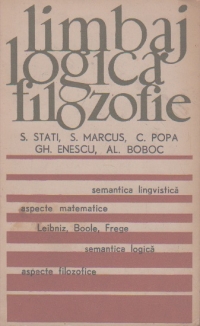 limbaj
logică
filozofie
S. STATI, S. MARCUS, C. POPA
GH. ENESCU, AL. BOBOC
semantica lingvistică
aspecte matematice
Leibniz, Boole, Frege
semantica logică
aspecte filozofice